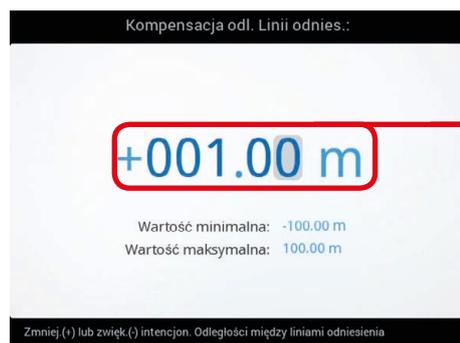 Kompensacja odl. Linii odnies.:
+001.00 m
Wartość minimalna: -100.00 m
Wartość maksymalna: 100.00 m
Zmniej.(+) lub zwięk.(-) intencjon. Odległości między liniami odniesienia